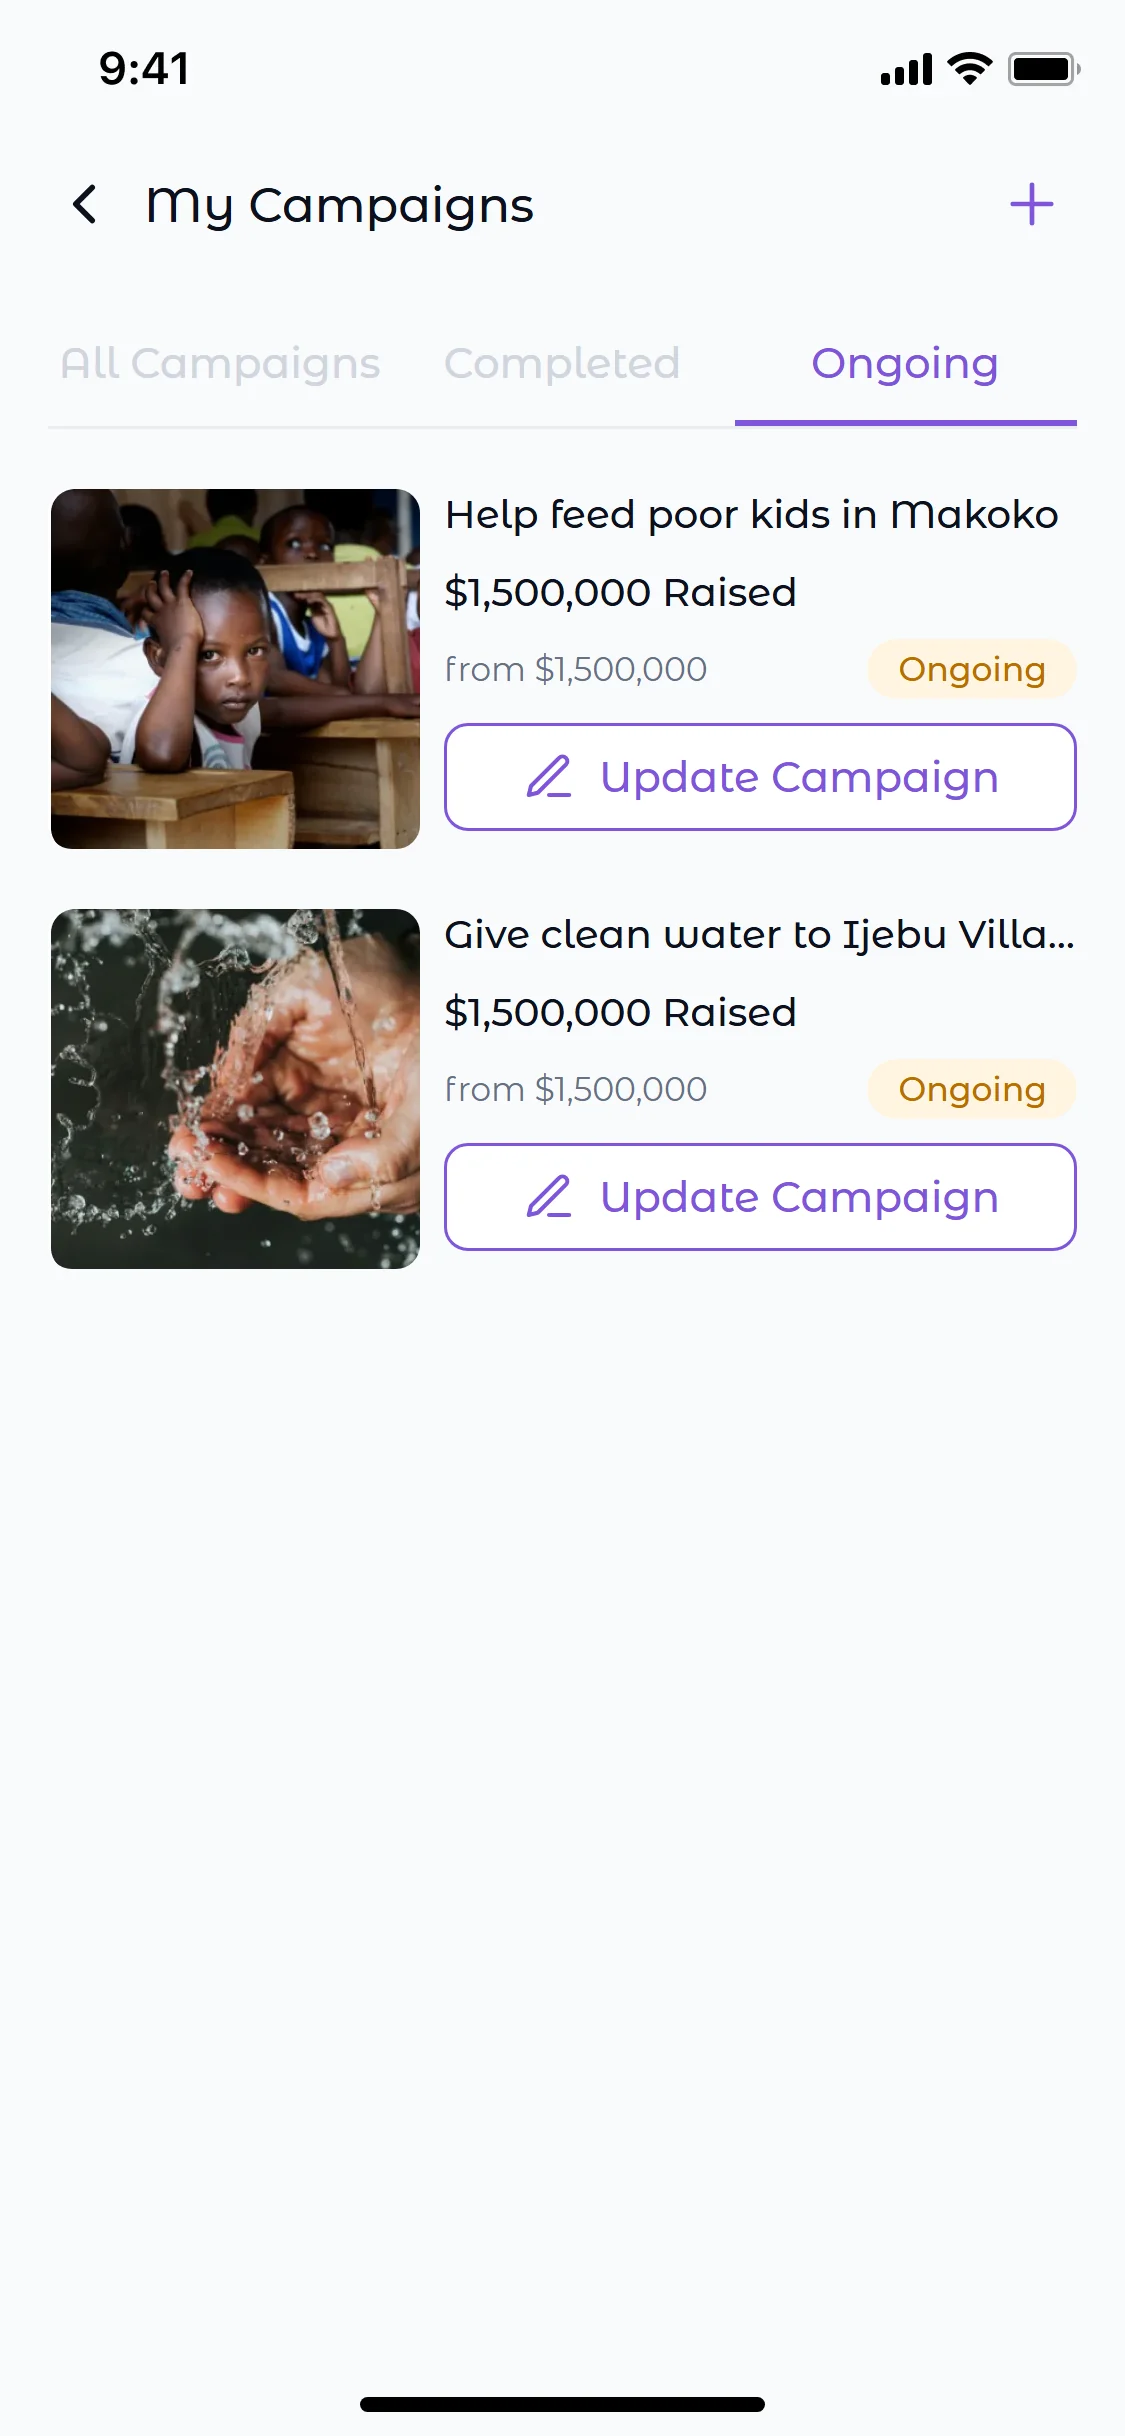 9:41
My Campaigns
All Campaigns Completed Ongoing
Help feed poor kids in Makoko
$1,500,000 Raised
from $1,500,000 Ongoing
Update Campaign
Give clean water to Ijebu Villa...
$1,500,000 Raised
from $1,500,000 Ongoing
Update Campaign